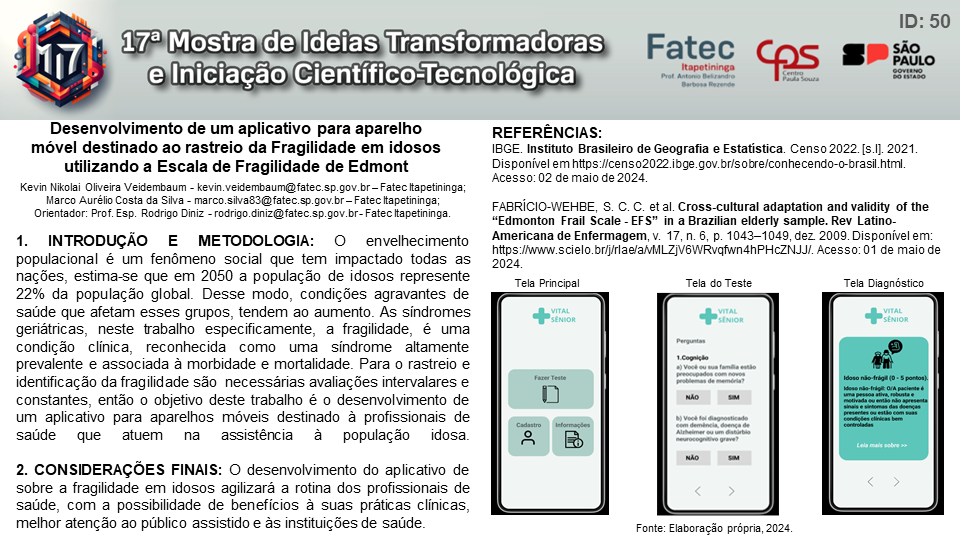 ID: 50
17ª Mostra de Ideias Transformadoras
e Iniciação Científico-Tecnológica
M17
Fatec
Itapetininga
Prof. Antonio Belizandro
Barbosa Rezende
CPS
Centro
Paula Souza
SP
SÃO PAULO
GOVERNO
DO ESTADO
Desenvolvimento de um aplicativo para aparelho
móvel destinado ao rastreio da Fragilidade em idosos
utilizando a Escala de Fragilidade de Edmont
Kevin Nikolai Oliveira Veidembaum - kevin.veidembaum@fatec.sp.gov.br – Fatec Itapetininga;
Marco Aurélio Costa da Silva - marco.silva83@fatec.sp.gov.br – Fatec Itapetininga;
Orientador: Prof. Esp. Rodrigo Diniz - rodrigo.diniz@fatec.sp.gov.br - Fatec Itapetininga.
1. INTRODUÇÃO E METODOLOGIA: O envelhecimento
populacional é um fenômeno social que tem impactado todas as
nações, estima-se que em 2050 a população de idosos represente
22% da população global. Desse modo, condições agravantes de
saúde que afetam esses grupos, tendem ao aumento. As síndromes
geriátricas, neste trabalho especificamente, a fragilidade, é uma
condição clínica, reconhecida como uma síndrome altamente
prevalente e associada à morbidade e mortalidade. Para o rastreio e
identificação da fragilidade são necessárias avaliações intervalares e
constantes, então o objetivo deste trabalho é o desenvolvimento de
um aplicativo para aparelhos móveis destinado à profissionais de
saúde que atuem na assistência à população idosa.
2. CONSIDERAÇÕES FINAIS: O desenvolvimento do aplicativo de
sobre a fragilidade em idosos agilizará a rotina dos profissionais de
saúde, com a possibilidade de benefícios à suas práticas clínicas,
melhor atenção ao público assistido e às instituições de saúde.
REFERÊNCIAS:
IBGE. Instituto Brasileiro de Geografia e Estatística. Censo 2022. [s.l]. 2021.
Disponível em https://censo2022.ibge.gov.br/sobre/conhecendo-o-brasil.html.
Acesso: 02 de maio de 2024.
FABRÍCIO-WEHBE, S. C. C. et al. Cross-cultural adaptation and validity of the
“Edmonton Frail Scale - EFS” in a Brazilian elderly sample. Rev Latino-
Americana de Enfermagem, v. 17, n. 6, p. 1043–1049, dez. 2009. Disponível em:
https://www.scielo.br/j/rlae/a/vMLZjV6WRvqfwn4hPHcZNJJ/. Acesso: 01 de maio de
2024.
Tela Principal
VITAL
SÊNIOR
Fazer Teste
Cadastro
Informações
Tela do Teste
VITAL
SÊNIOR
Perguntas
1.Cognição
a) Você ou sua família estão
preocupados com novos
problemas de memória?
NÃO SIM
b) Você foi diagnosticado
com demência, doença de
Alzheimer ou um distúrbio
neurocognitivo grave?
NÃO SIM
Tela Diagnóstico
VITAL
SÊNIOR
Idoso não-frágil (0 - 5 pontos).
Idoso não-frágil: O/A paciente é
uma pessoa ativa, robusta e
motivada ou então não apresenta
sinais e sintomas das doenças
presentes ou estão com suas
condições clínicas bem
controladas
Leia mais sobre >>
Fonte: Elaboração própria, 2024.